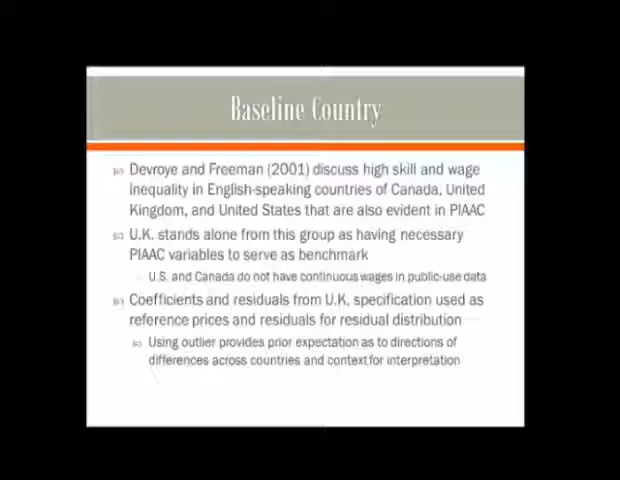 Baseline Country
Devroye and Freeman (2001) discuss high skill and wage
inequality in English-speaking countries of Canada, United
Kingdom, and United States that are also evident in PIAAC
U.K. stands alone from this group as having necessary
PIAAC variables to serve as benchmark
U.S. and Canada do not have continuous wages in public-use data
Coefficients and residuals from U.K. specification used as
reference prices and residuals for residual distribution
Using outlier provides prior expectation as to directions of
differences across countries and context for interpretation